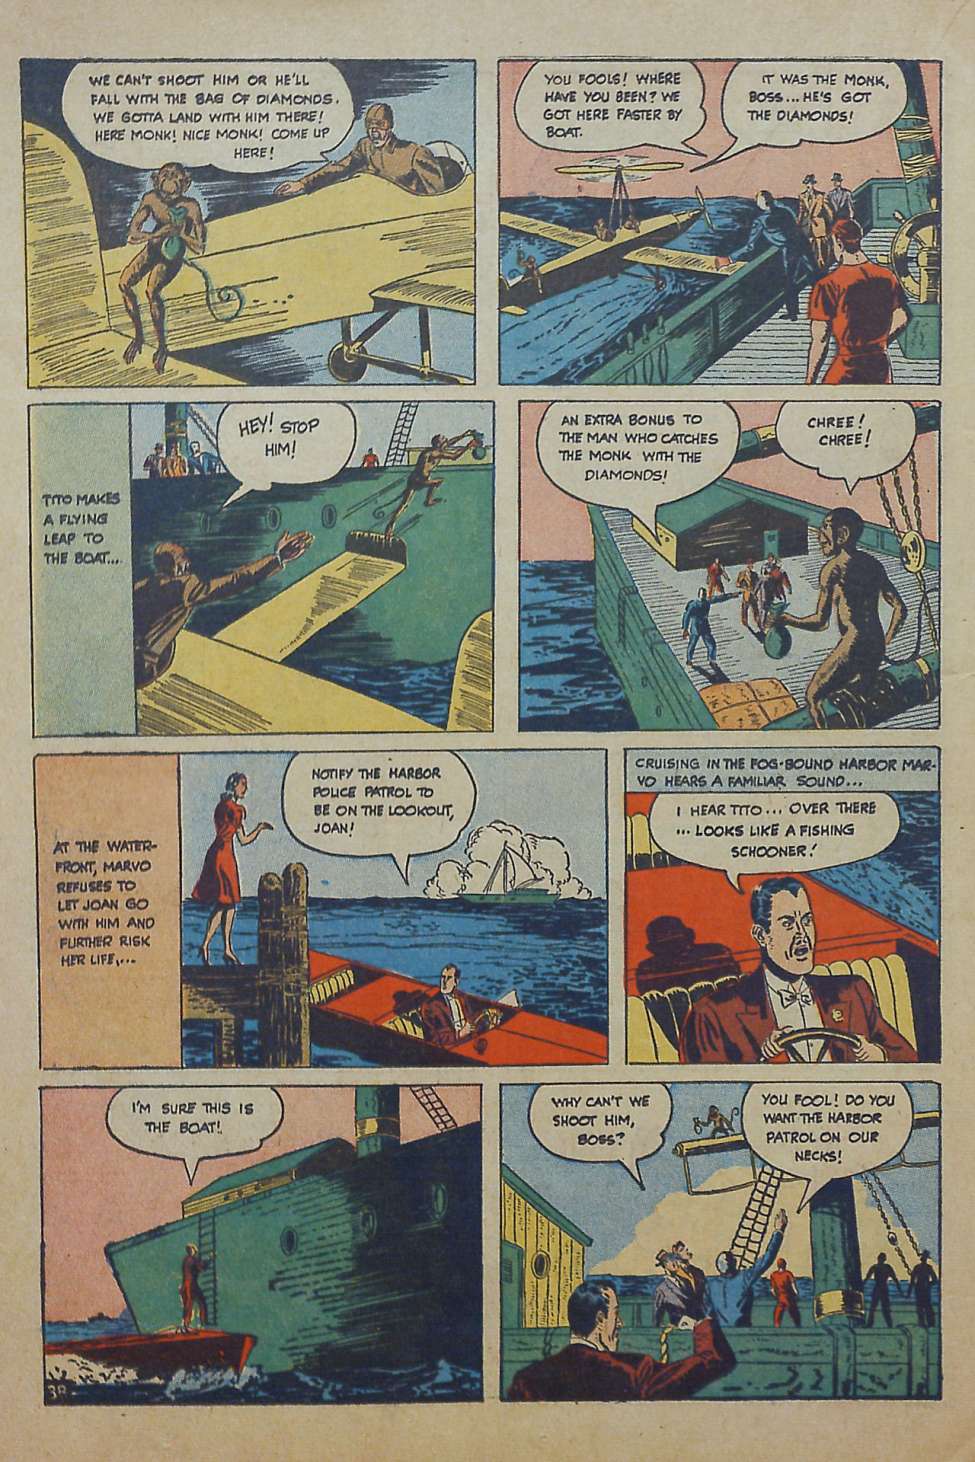 WE CAN'T SHOOT HIM OR HE'LL
FALL WITH THE BAG OF DIAMONDS.
WE GOTTA LAND WITH HIM THERE!
HERE MONK! NICE MONK! COME UP
HERE!
YOU FOOLS! WHERE
HAVE YOU BEEN? WE
GOT HERE FASTER BY
BOAT.
IT WAS THE MONK,
BOSS... HE'S GOT
THE DIAMONDS!
TITO MAKES
A FLYING
LEAP TO
THE BOAT...
HEY! STOP
HIM!
AN EXTRA BONUS TO
THE MAN WHO CATCHES
THE MONK WITH THE
DIAMONDS!
CHREE!
CHREE!
AT THE WATER-
FRONT, MARVO
REFUSES TO
LET JOAN GO
WITH HIM AND
FURTHER RISK
HER LIFE,...
NOTIFY THE HARBOR
POLICE PATROL TO
BE ON THE LOOKOUT,
JOAN!
CRUISING IN THE FOG-BOUND HARBOR MAR-
VO HEARS A FAMILIAR SOUND...
I HEAR TITO... OVER THERE
...LOOKS LIKE A FISHING
SCHOONER!
I'M SURE THIS IS
THE BOAT!
WHY CAN'T WE
SHOOT HIM,
BOSS?
YOU FOOL! DO YOU
WANT THE HARBOR
PATROL ON OUR
NECKS!